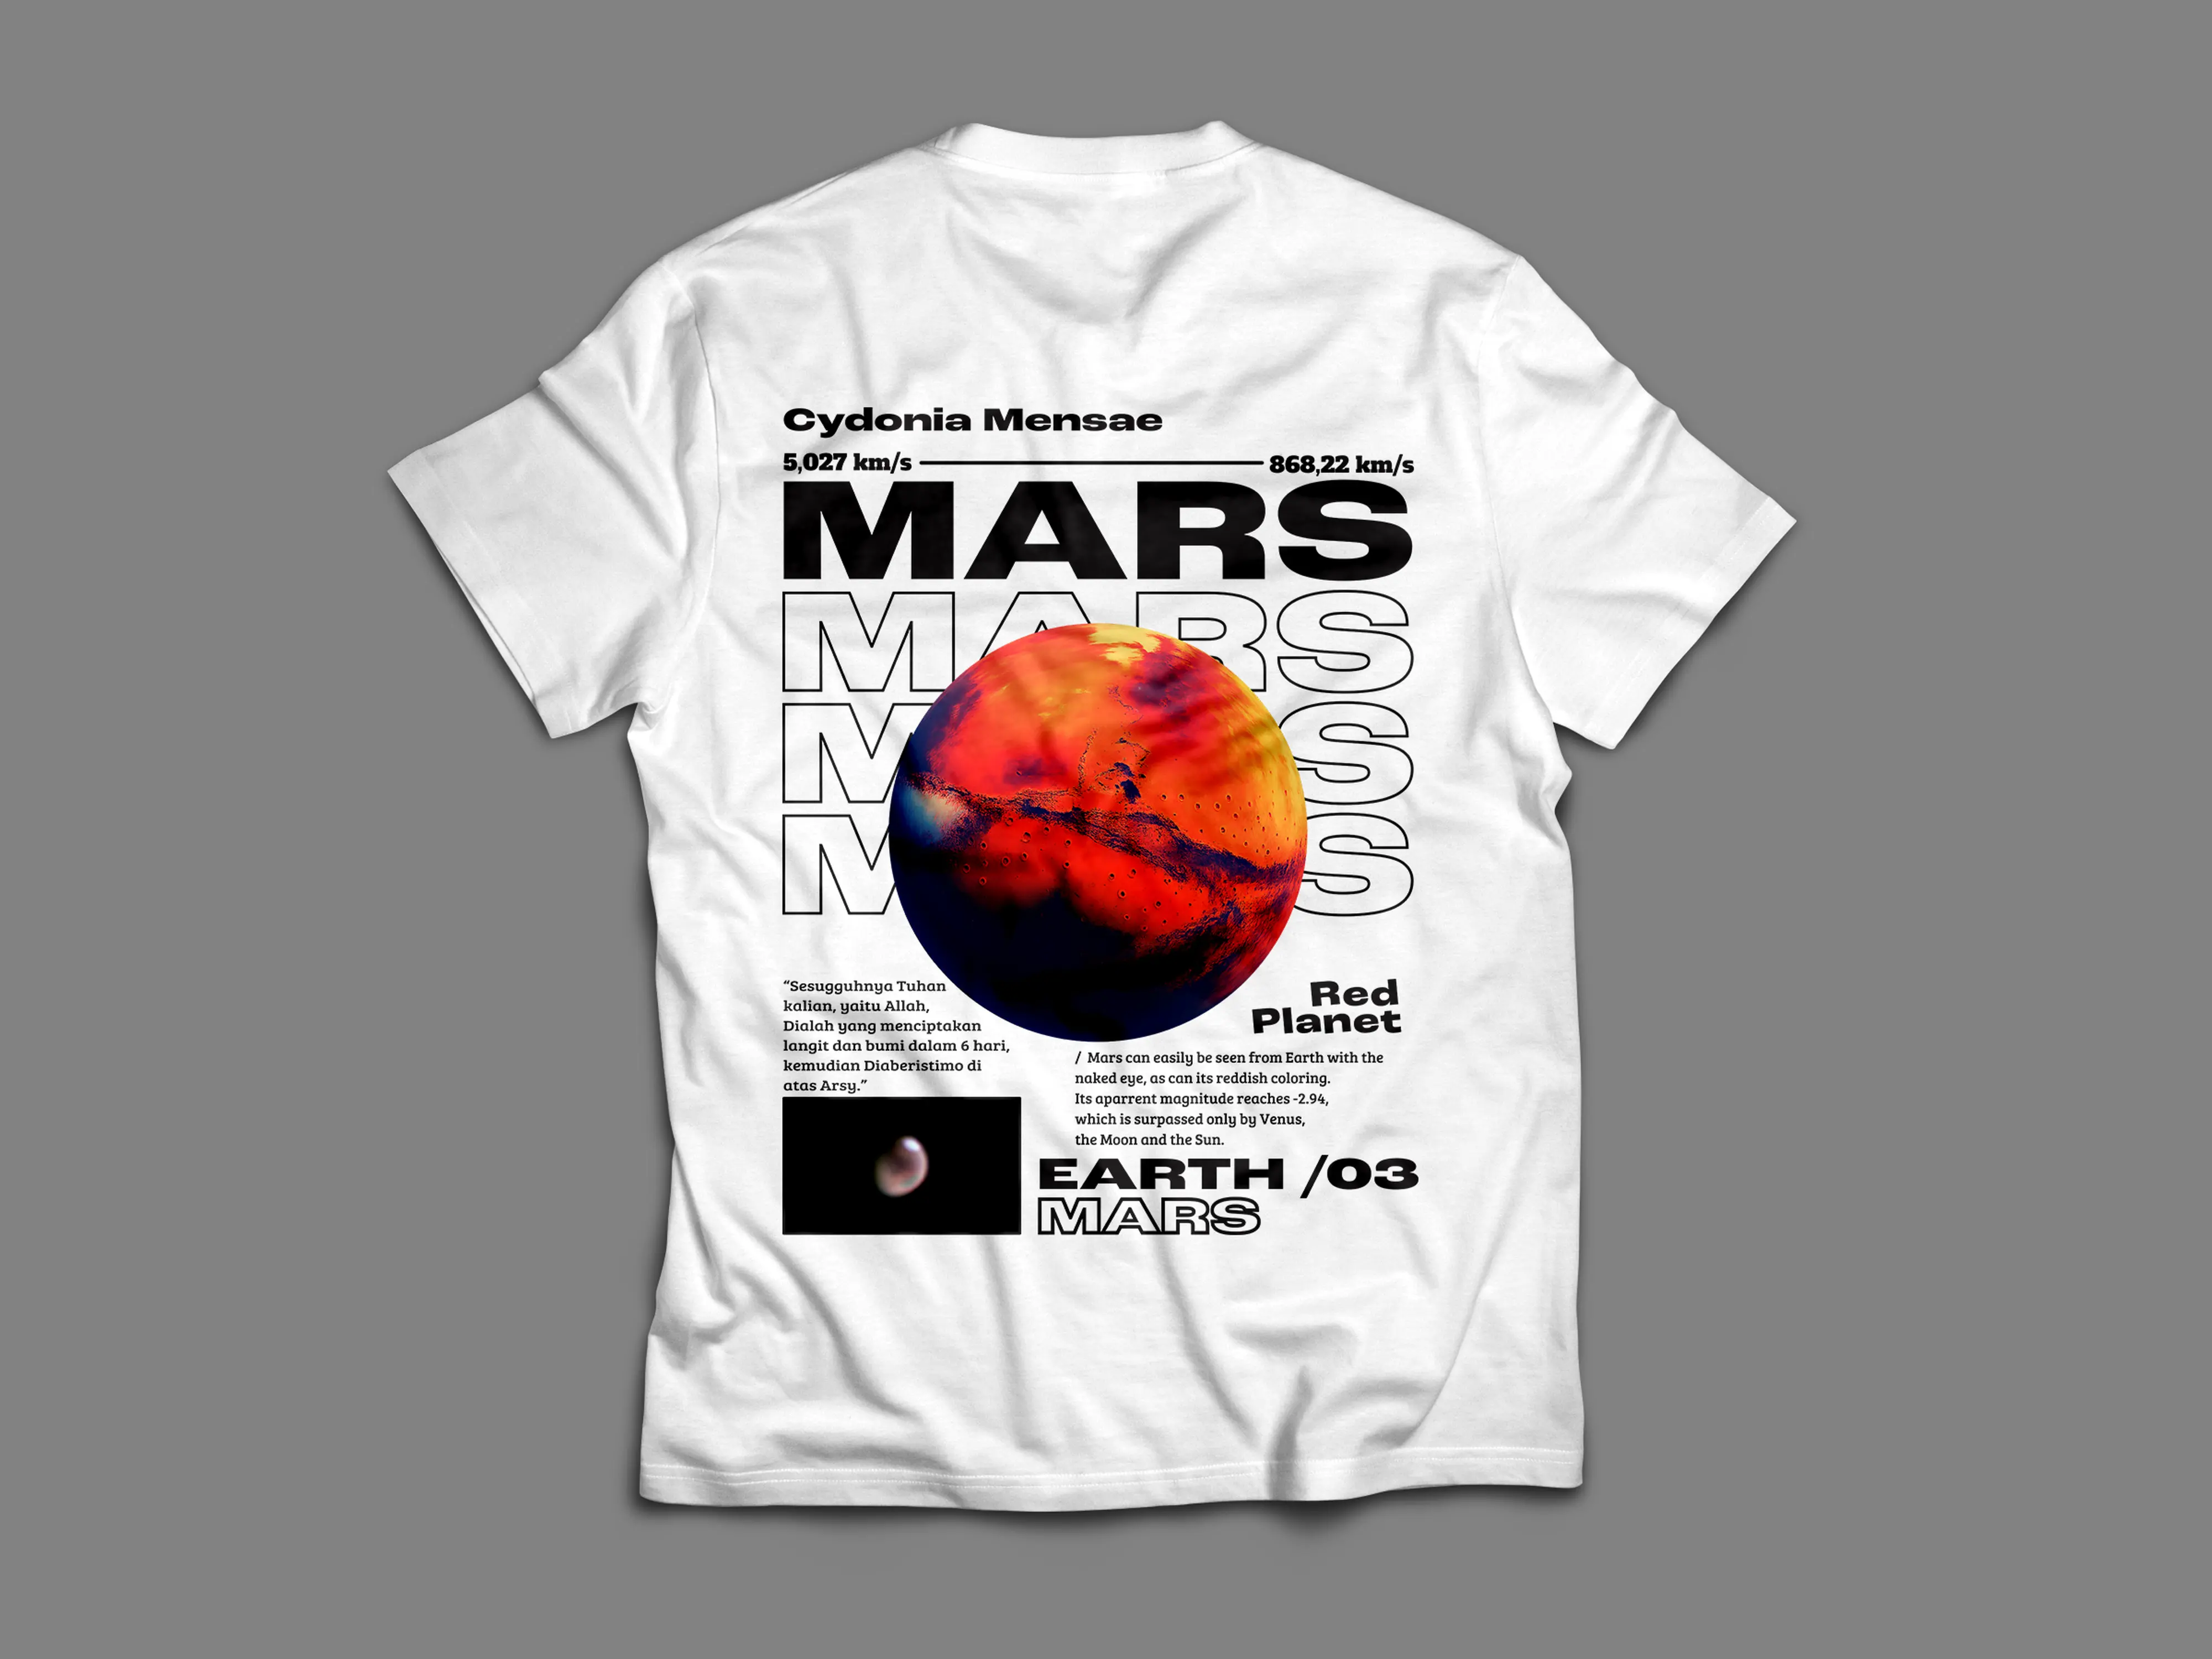 Cydonia Mensae
5,027 km/s 868,22 km/s
MARS
MARS
M S
M S
“Sesugguhnya Tuhan
kalian, yaitu Allah,
Dialah yang menciptakan
langit dan bumi dalam 6 hari,
kemudian Diaberistimo di
atas Arsy.”
Red
Planet
/ Mars can easily be seen from Earth with the
naked eye, as can its reddish coloring.
Its aparrent magnitude reaches -2.94,
which is surpassed only by Venus,
the Moon and the Sun.
EARTH /03
MARS